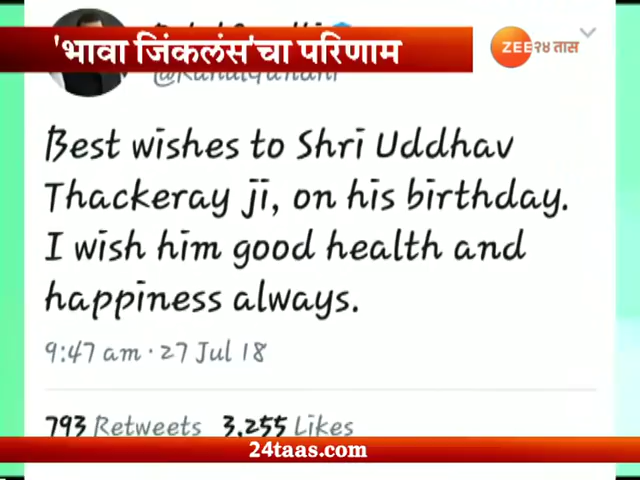 'भावा जिंकलंस'चा परिणाम
ZEE२४ तास
@RahulGandhi
Best wishes to Shri Uddhav
Thackeray ji, on his birthday.
I wish him good health and
happiness always.
9:47 am · 27 Jul 18
793 Retweets 3,255 Likes
24taas.com